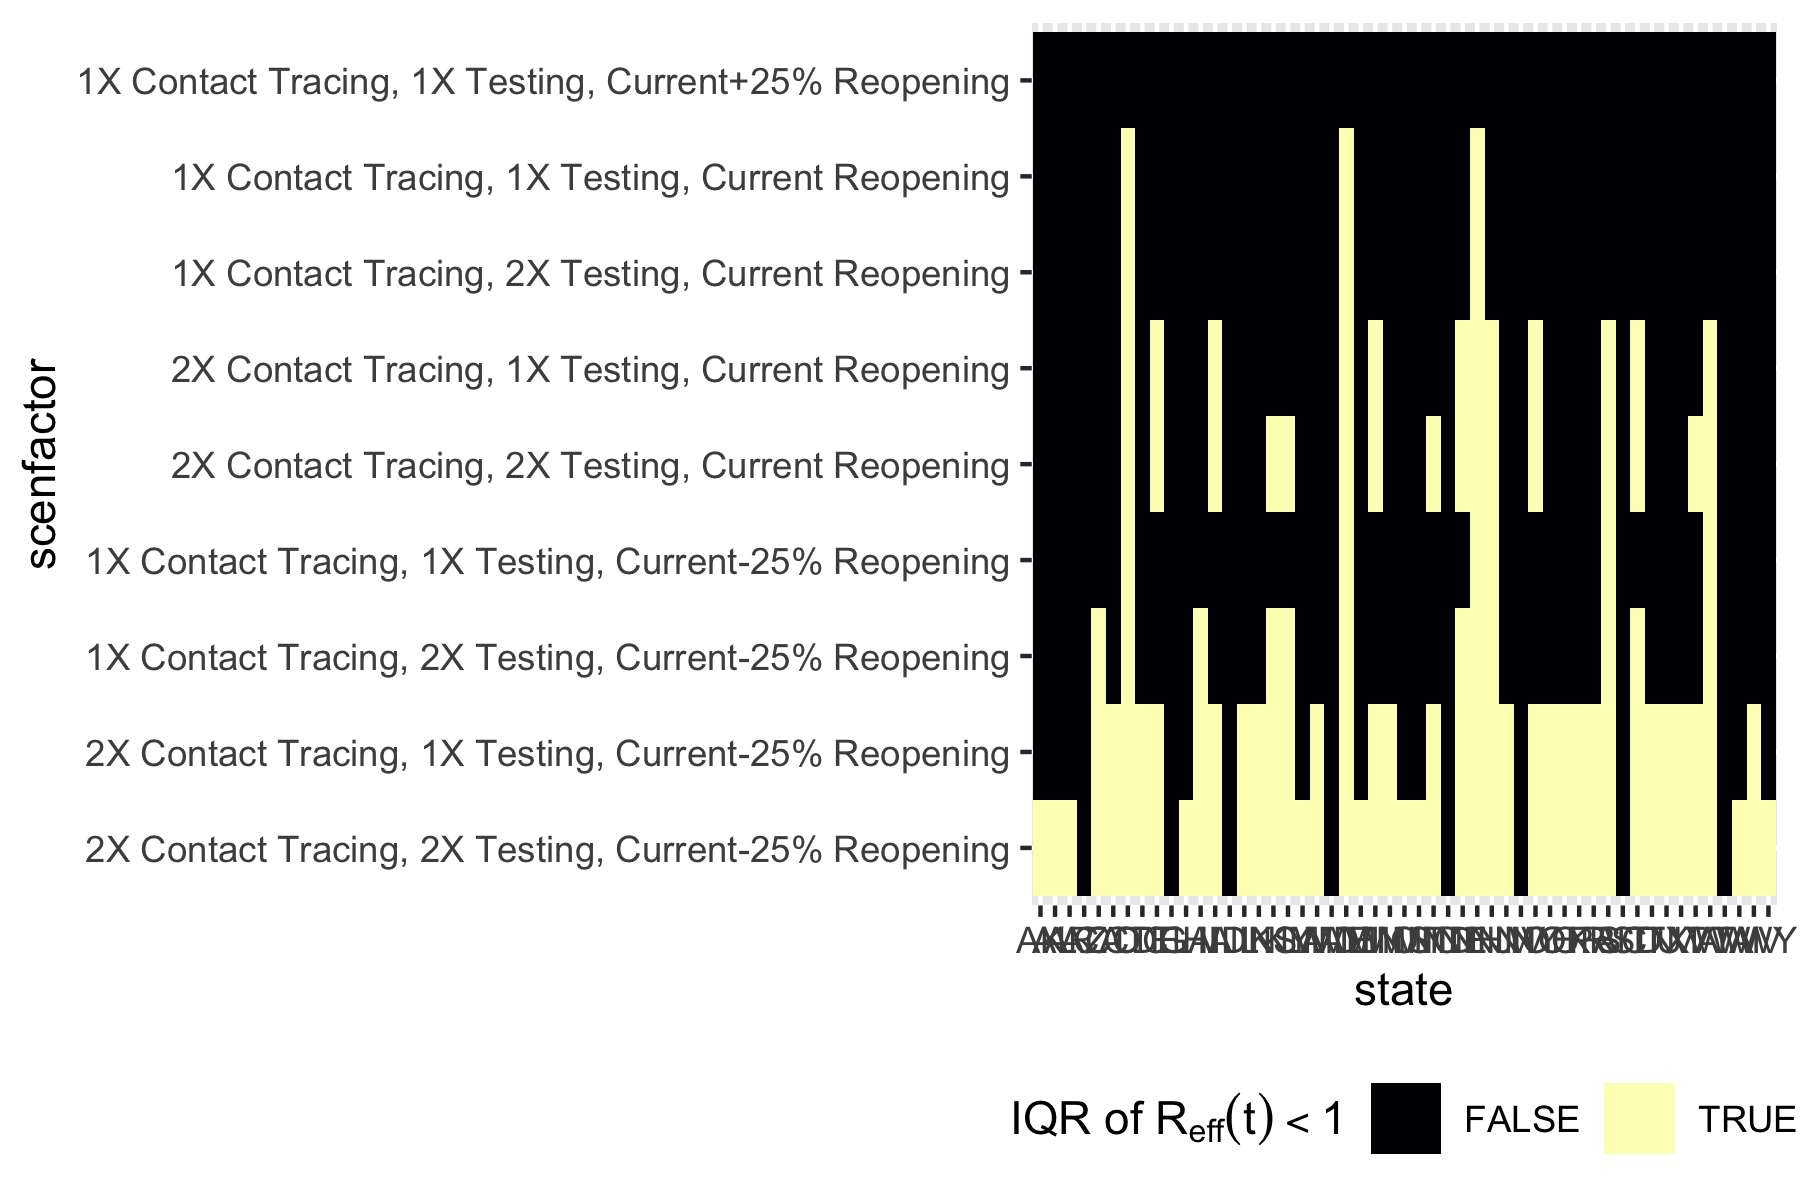 1X Contact Tracing, 1X Testing, Current+25% Reopening
1X Contact Tracing, 1X Testing, Current Reopening
1X Contact Tracing, 2X Testing, Current Reopening
2X Contact Tracing, 1X Testing, Current Reopening
2X Contact Tracing, 2X Testing, Current Reopening
1X Contact Tracing, 1X Testing, Current-25% Reopening
1X Contact Tracing, 2X Testing, Current-25% Reopening
2X Contact Tracing, 1X Testing, Current-25% Reopening
2X Contact Tracing, 2X Testing, Current-25% Reopening
scenfactor
state
IQR of Reff(t) < 1 FALSE TRUE